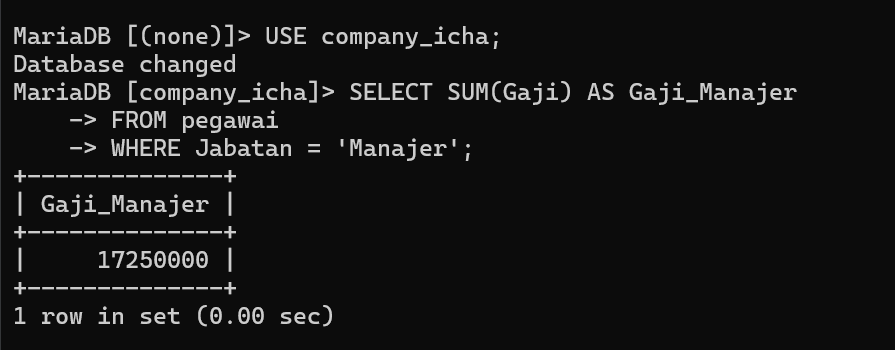 MariaDB [(none)]> USE company_icha;
Database changed
MariaDB [company_icha]> SELECT SUM(Gaji) AS Gaji_Manajer
    -> FROM pegawai
    -> WHERE Jabatan = 'Manajer';
+--------------+
| Gaji_Manajer |
+--------------+
|     17250000 |
+--------------+
1 row in set (0.00 sec)